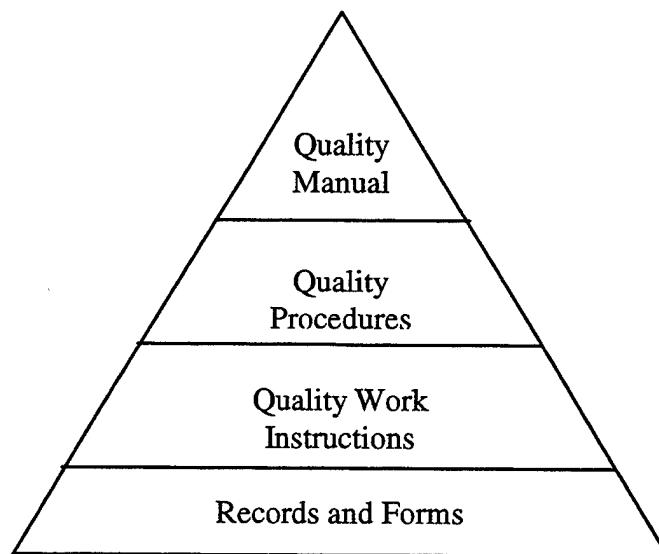 Quality
Manual
Quality
Procedures
Quality Work
Instructions
Records and Forms